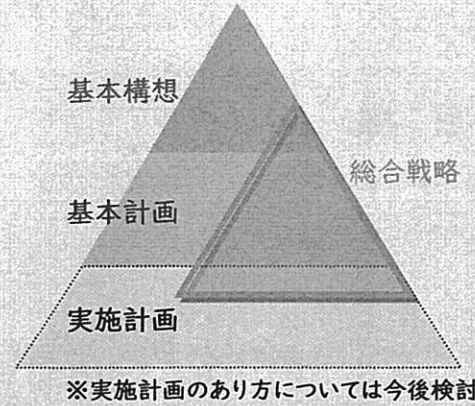 基本構想
総合戦略
基本計画
実施計画
※実施計画のあり方については今後検討